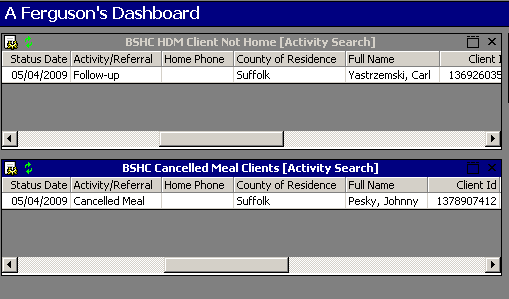 A Ferguson's Dashboard
BSHC HDM Client Not Home [Activity Search]
Status Date Activity/Referral Home Phone County of Residence Full Name Client I
05/04/2009 Follow-up Suffolk Yastrzemski, Carl 136926035
BSHC Cancelled Meal Clients [Activity Search]
Status Date Activity/Referral Home Phone County of Residence Full Name Client Id
05/04/2009 Cancelled Meal Suffolk Pesky, Johnny 1378907412